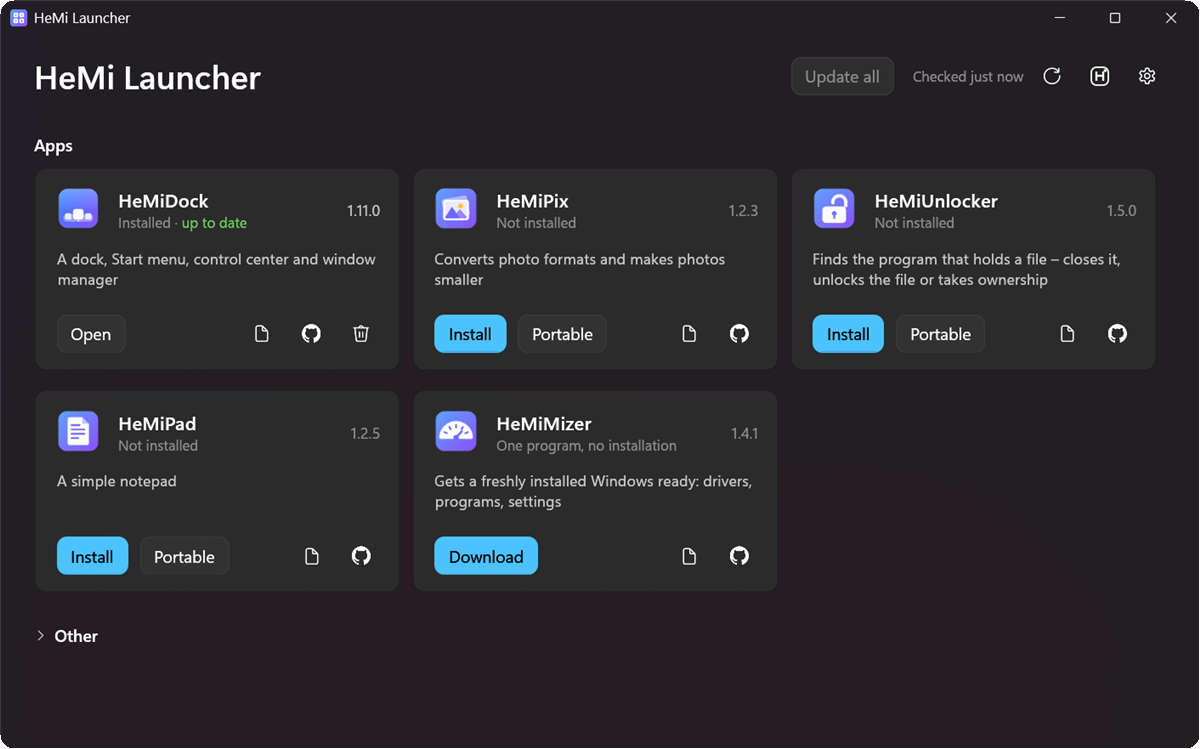 HeMi Launcher
HeMi Launcher
Update all
Checked just now
Apps
HeMiDock
Installed · up to date
1.11.0
A dock, Start menu, control center and window
manager
Open
HeMiPix
Not installed
1.2.3
Converts photo formats and makes photos
smaller
Install
Portable
HeMiUnlocker
Not installed
1.5.0
Finds the program that holds a file – closes it,
unlocks the file or takes ownership
Install
Portable
HeMiPad
Not installed
1.2.5
A simple notepad
Install
Portable
HeMiMizer
One program, no installation
1.4.1
Gets a freshly installed Windows ready: drivers,
programs, settings
Download
Other